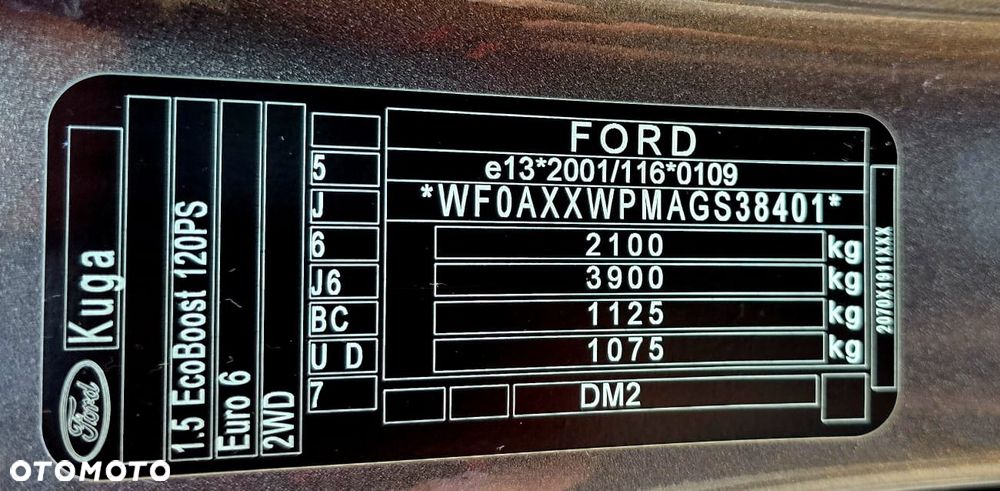 Ford
Kuga
1.5 EcoBoost 120PS
Euro 6
2WD
FORD
5
e13*2001/116*0109
J
*WF0AXXWPMAGS38401*
6
2100 kg
J6
3900 kg
BC
1125 kg
U D
1075 kg
7
DM2
2070X1911XXX
OTOMOTO